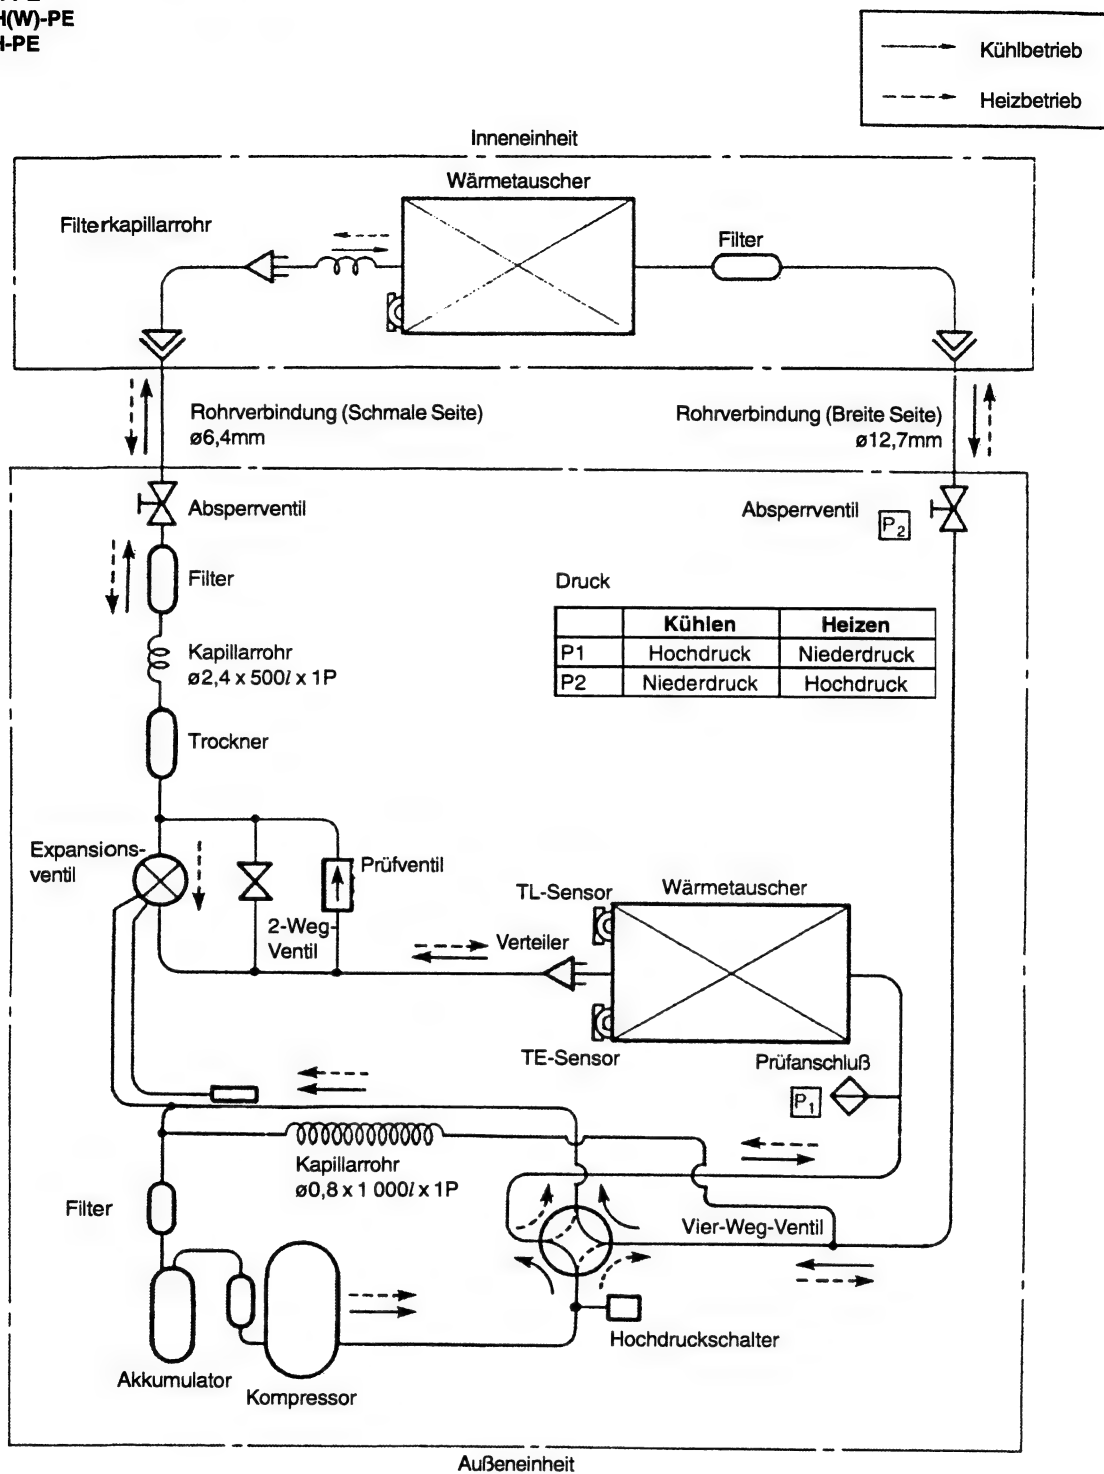 H(W)-PE
H-PE
Kühlbetrieb
Heizbetrieb
Inneneinheit
Wärmetauscher
Filterkapillarrohr
Filter
Rohrverbindung (Schmale Seite)
ø6,4mm
Rohrverbindung (Breite Seite)
ø12,7mm
Absperrventil
Absperrventil
P2
Filter
Druck
Kühlen Heizen
P1 Hochdruck Niederdruck
P2 Niederdruck Hochdruck
Kapillarrohr
ø2,4 x 500l x 1P
Trockner
Expansions-
ventil
Prüfventil
2-Weg-
Ventil
TL-Sensor
Wärmetauscher
Verteiler
TE-Sensor
Prüfanschluß
P1
Kapillarrohr
ø0,8 x 1 000l x 1P
Filter
Vier-Weg-Ventil
Hochdruckschalter
Akkumulator
Kompressor
Außeneinheit